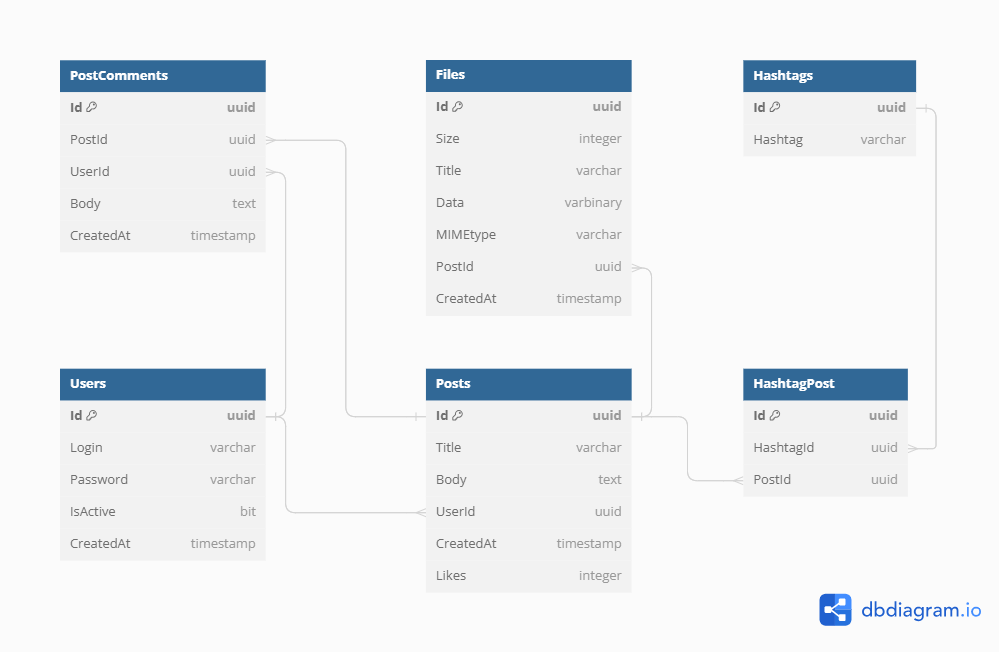 PostComments
Id uuid
PostId uuid
UserId uuid
Body text
CreatedAt timestamp
Files
Id uuid
Size integer
Title varchar
Data varbinary
MIMEtype varchar
PostId uuid
CreatedAt timestamp
Hashtags
Id uuid
Hashtag varchar
Users
Id uuid
Login varchar
Password varchar
IsActive bit
CreatedAt timestamp
Posts
Id uuid
Title varchar
Body text
UserId uuid
CreatedAt timestamp
Likes integer
HashtagPost
Id uuid
HashtagId uuid
PostId uuid
dbdiagram.io